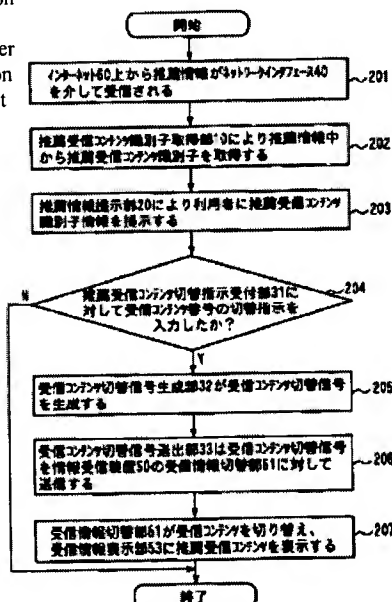 on
er
on
t
開始
インターネット60上から推薦情報がネットワークインタフェース40
を介して受信される
201
推薦受信コンテンツ識別子取得部10により推薦情報中
から推薦受信コンテンツ識別子を取得する
202
推薦情報提示部20により利用者に推薦受信コンテンツ
識別子情報を提示する
203
204
推薦受信コンテンツ切替指示受付部31に
対して受信コンテンツ番号の切替指示を
入力したか?
N
Y
受信コンテンツ切替信号生成部32が受信コンテンツ切替信号
を生成する
205
受信コンテンツ切替信号送出部33は受信コンテンツ切替信号
を情報受信装置50の受信情報切替部51に対して
送信する
206
受信情報切替部51が受信コンテンツを切り替え、
受信情報表示部53に推薦受信コンテンツを表示する
207
終了